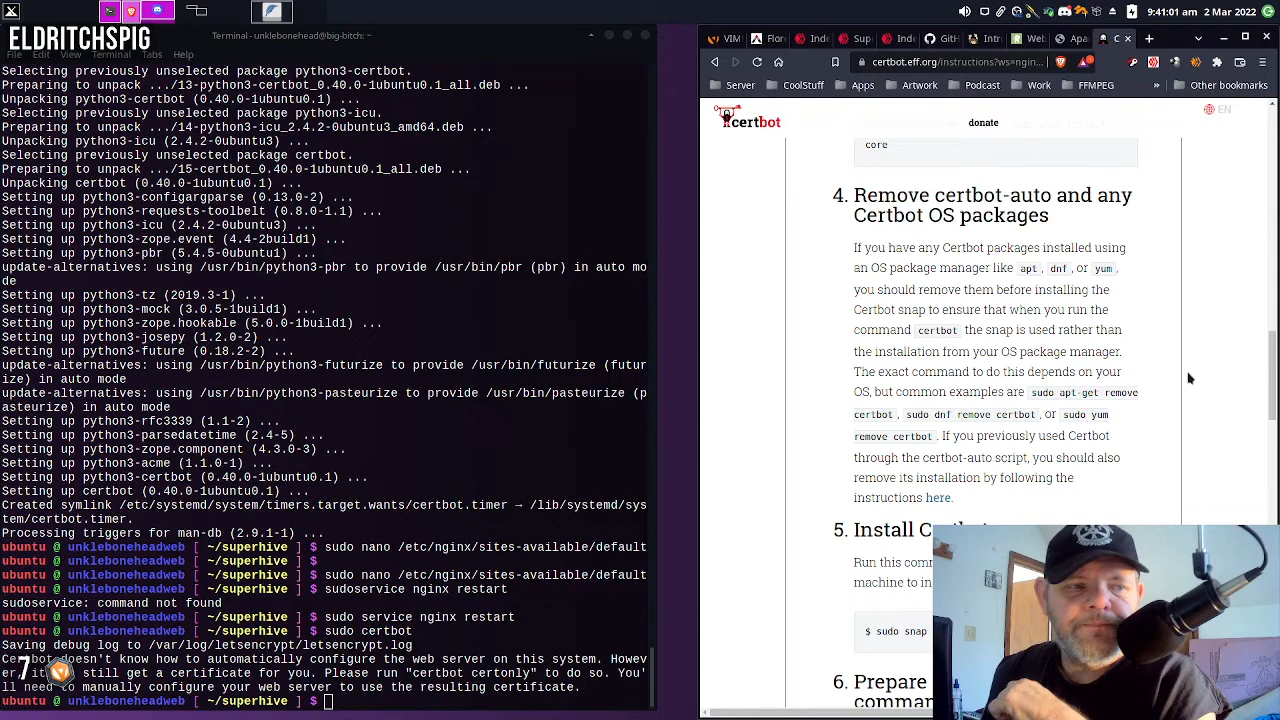 9:41:01 am 2 Mar 2022
ELDRITCHSPIG
Terminal - unklebonehead@big-bitch: ~
File Edit View Terminal Tabs Help
Selecting previously unselected package python3-certbot.
Preparing to unpack .../13-python3-certbot_0.40.0-1ubuntu0.1_all.deb ...
Unpacking python3-certbot (0.40.0-1ubuntu0.1) ...
Selecting previously unselected package python3-icu.
Preparing to unpack .../14-python3-icu_2.4.2-0ubuntu3_amd64.deb ...
Unpacking python3-icu (2.4.2-0ubuntu3) ...
Selecting previously unselected package certbot.
Preparing to unpack .../15-certbot_0.40.0-1ubuntu0.1_all.deb ...
Unpacking certbot (0.40.0-1ubuntu0.1) ...
Setting up python3-configargparse (0.13.0-2) ...
Setting up python3-requests-toolbelt (0.8.0-1.1) ...
Setting up python3-icu (2.4.2-0ubuntu3) ...
Setting up python3-zope.event (4.4-2build1) ...
Setting up python3-pbr (5.4.5-0ubuntu1) ...
update-alternatives: using /usr/bin/python3-pbr to provide /usr/bin/pbr (pbr) in auto mo
de
Setting up python3-tz (2019.3-1) ...
Setting up python3-mock (3.0.5-1build1) ...
Setting up python3-zope.hookable (5.0.0-1build1) ...
Setting up python3-josepy (1.2.0-2) ...
Setting up python3-future (0.18.2-2) ...
update-alternatives: using /usr/bin/python3-futurize to provide /usr/bin/futurize (futur
ize) in auto mode
update-alternatives: using /usr/bin/python3-pasteurize to provide /usr/bin/pasteurize (p
asteurize) in auto mode
Setting up python3-rfc3339 (1.1-2) ...
Setting up python3-parsedatetime (2.4-5) ...
Setting up python3-zope.component (4.3.0-3) ...
Setting up python3-acme (1.1.0-1) ...
Setting up python3-certbot (0.40.0-1ubuntu0.1) ...
Setting up certbot (0.40.0-1ubuntu0.1) ...
Created symlink /etc/systemd/system/timers.target.wants/certbot.timer → /lib/systemd/sys
tem/certbot.timer.
Processing triggers for man-db (2.9.1-1) ...
ubuntu @ unkleboneheadweb [ ~/superhive ] $ sudo nano /etc/nginx/sites-available/default
ubuntu @ unkleboneheadweb [ ~/superhive ] $
ubuntu @ unkleboneheadweb [ ~/superhive ] $ sudo nano /etc/nginx/sites-available/default
ubuntu @ unkleboneheadweb [ ~/superhive ] $ sudoservice nginx restart
sudoservice: command not found
ubuntu @ unkleboneheadweb [ ~/superhive ] $ sudo service nginx restart
ubuntu @ unkleboneheadweb [ ~/superhive ] $ sudo certbot
Saving debug log to /var/log/letsencrypt/letsencrypt.log
Certbot doesn't know how to automatically configure the web server on this system. Howev
er, it still get a certificate for you. Please run "certbot certonly" to do so. You'
ll need to manually configure your web server to use the resulting certificate.
ubuntu @ unkleboneheadweb [ ~/superhive ] $
7
VIM Flor Inde Sup Inde GitH Intr Web Apa C
certbot.eff.org/instructions?ws=ngin...
Server CoolStuff Apps Artwork Podcast Work FFMPEG » Other bookmarks
certbot
donate
EN
core
4. Remove certbot-auto and any
Certbot OS packages
If you have any Certbot packages installed using
an OS package manager like apt, dnf, or yum,
you should remove them before installing the
Certbot snap to ensure that when you run the
command certbot the snap is used rather than
the installation from your OS package manager.
The exact command to do this depends on your
OS, but common examples are sudo apt-get remove
certbot, sudo dnf remove certbot, or sudo yum
remove certbot. If you previously used Certbot
through the certbot-auto script, you should also
remove its installation by following the
instructions here.
5. Install
Run this
machine to in
$ sudo snap
6. Prepare